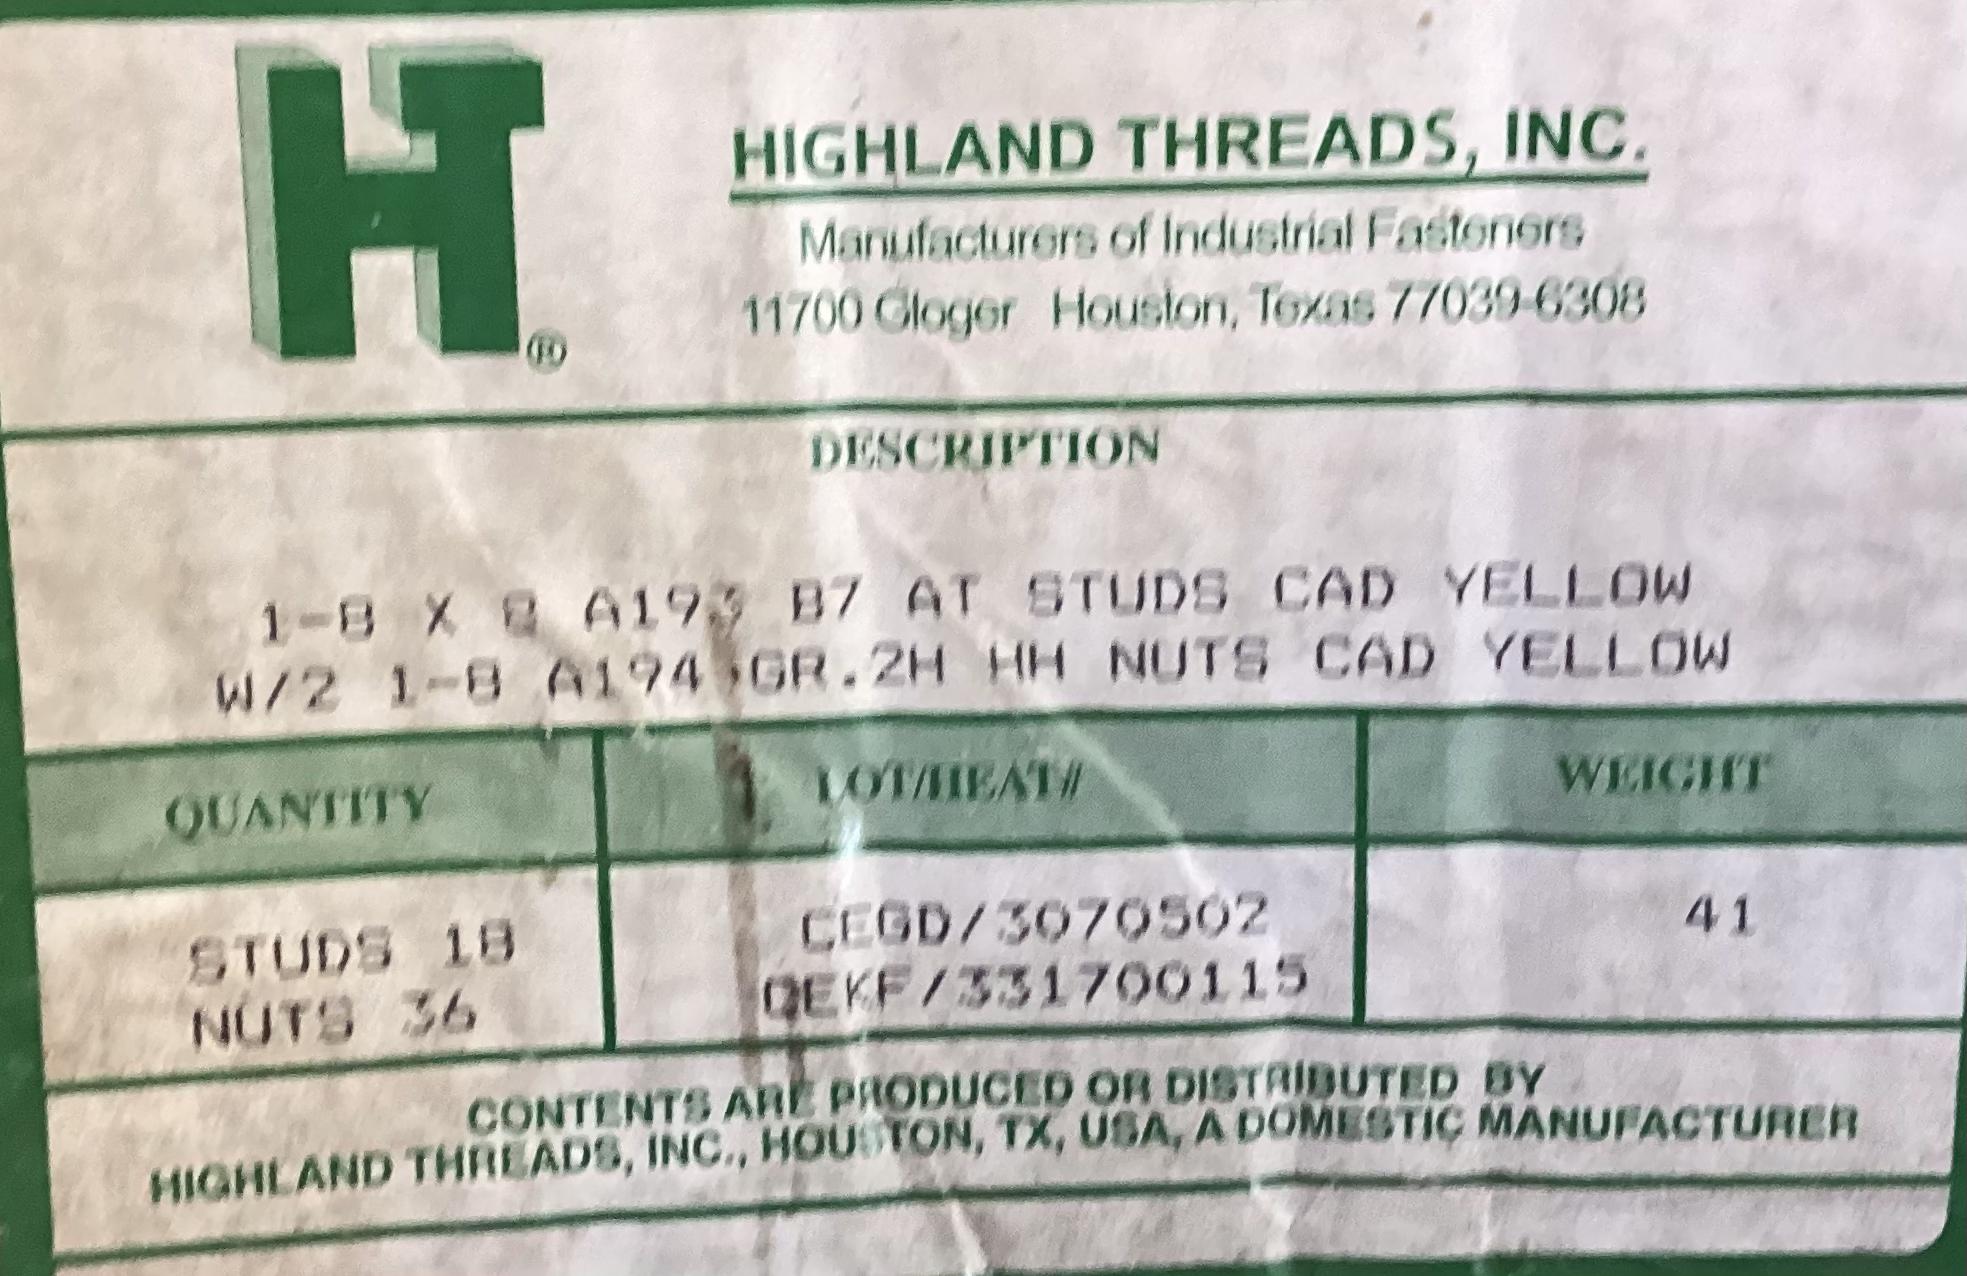 HT®
HIGHLAND THREADS, INC.
Manufacturers of Industrial Fasteners
11700 Gloger Houston, Texas 77039-6308
DESCRIPTION
1-8 X 8 A193 B7 AT STUDS CAD YELLOW
W/2 1-8 A194 GR.2H HH NUTS CAD YELLOW
QUANTITY LOT/HEAT# WEIGHT
STUDS 18 CEGD/3070502 41
NUTS 36 QEKF/331700115
CONTENTS ARE PRODUCED OR DISTRIBUTED BY
HIGHLAND THREADS, INC., HOUSTON, TX, USA, A DOMESTIC MANUFACTURER